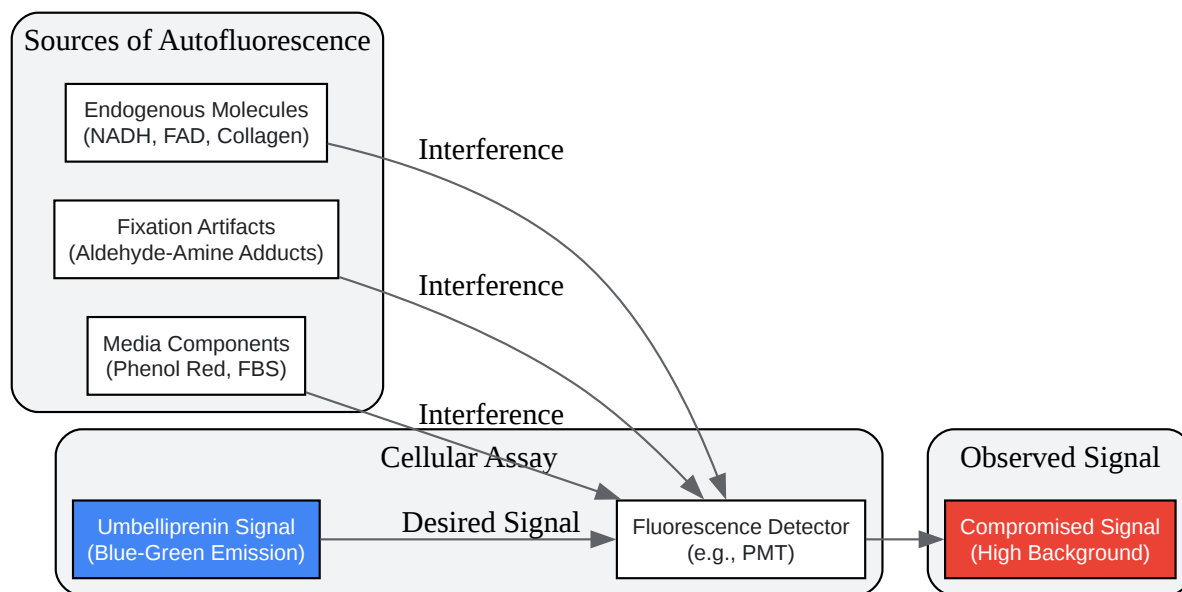 Sources of Autofluorescence
Endogenous Molecules
(NADH, FAD, Collagen)
Interference
Fixation Artifacts
(Aldehyde-Amine Adducts)
Interference
Media Components
(Phenol Red, FBS)
Interference
Cellular Assay
Umbelliprenin Signal
(Blue-Green Emission)
Desired Signal
Fluorescence Detector
(e.g., PMT)
Observed Signal
Compromised Signal
(High Background)